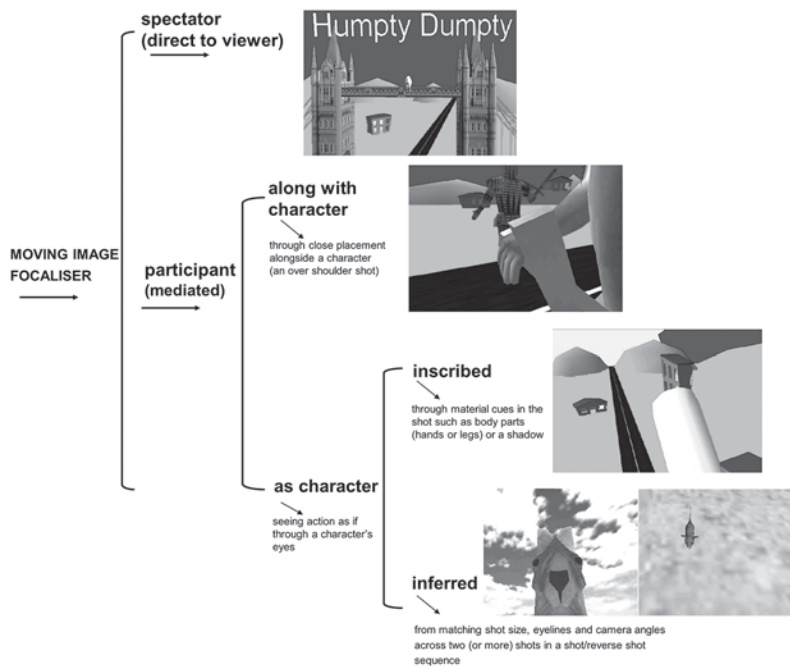 spectator
(direct to viewer)
Humpty Dumpty
along with
character
through close placement
alongside a character
(an over shoulder shot)
MOVING IMAGE
FOCALISER
participant
(mediated)
inscribed
through material cues in the
shot such as body parts
(hands or legs) or a shadow
as character
seeing action as if
through a character's
eyes
inferred
from matching shot size, eyelines and camera angles
across two (or more) shots in a shot/reverse shot
sequence